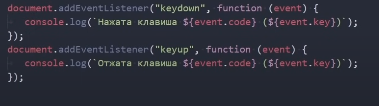 document.addEventListener("keydown", function (event) {
console.log(`Нажата клавиша ${event.code} (${event.key})`);
});
document.addEventListener("keyup", function (event) {
console.log(`Отжата клавиша ${event.code} (${event.key})`);
});